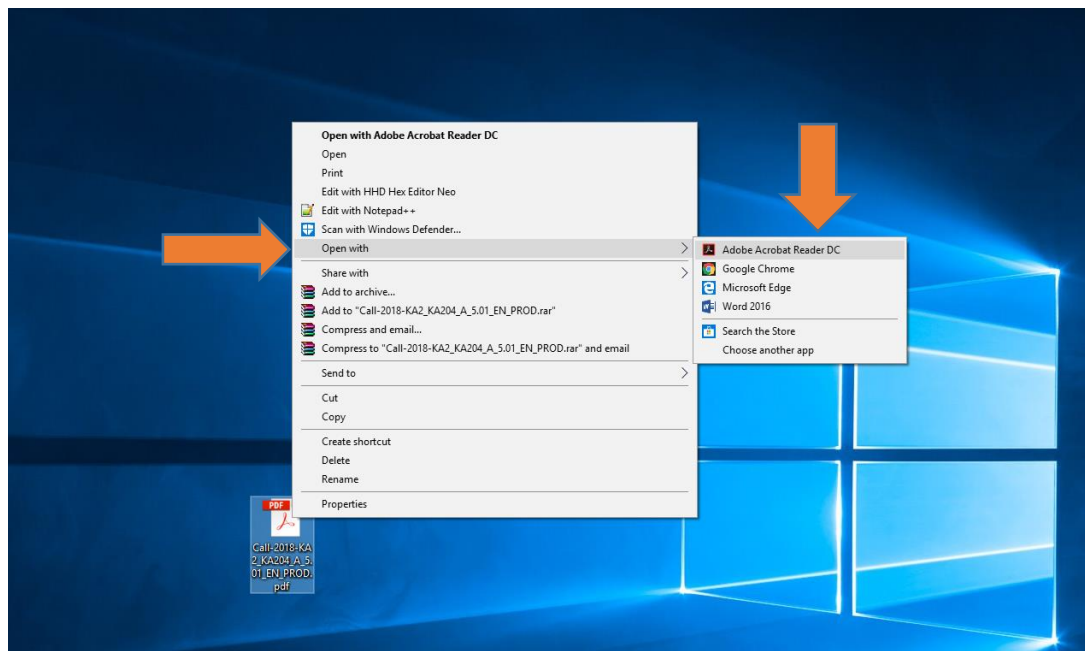 Open with Adobe Acrobat Reader DC
Open
Print
Edit with HHD Hex Editor Neo
Edit with Notepad++
Scan with Windows Defender...
Open with
Share with
Add to archive...
Add to "Call-2018-KA2_KA204_A_5.01_EN_PROD.rar"
Compress and email...
Compress to "Call-2018-KA2_KA204_A_5.01_EN_PROD.rar" and email
Send to
Cut
Copy
Create shortcut
Delete
Rename
Properties
Adobe Acrobat Reader DC
Google Chrome
Microsoft Edge
Word 2016
Search the Store
Choose another app
PDF
Call-2018-KA
2_KA204_A_5.
01_EN_PROD.
pdf